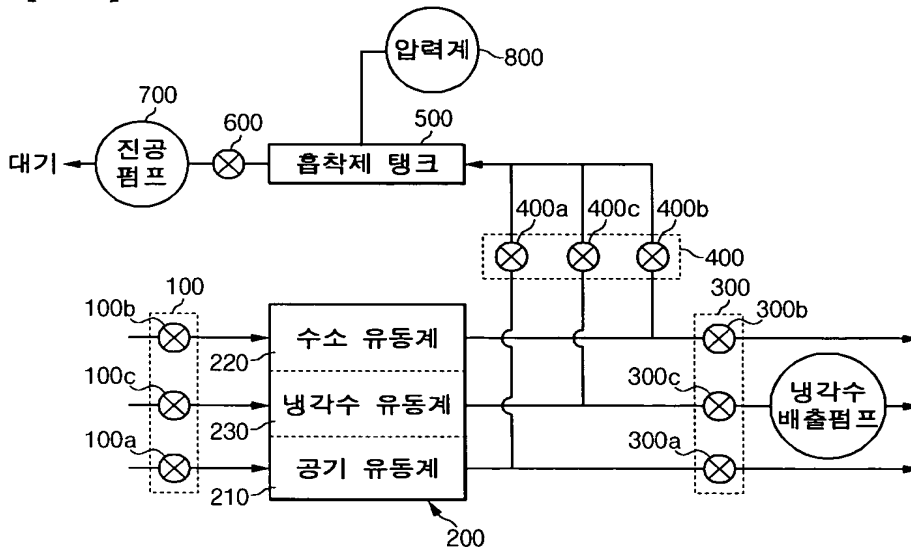 압력계
800
700
600
500
대기
진공
펌프
흡착제 탱크
400a
400c
400b
400
100
100b
수소 유동계
220
300
300b
100c
냉각수 유동계
230
300c
냉각수
배출펌프
100a
공기 유동계
210
300a
200